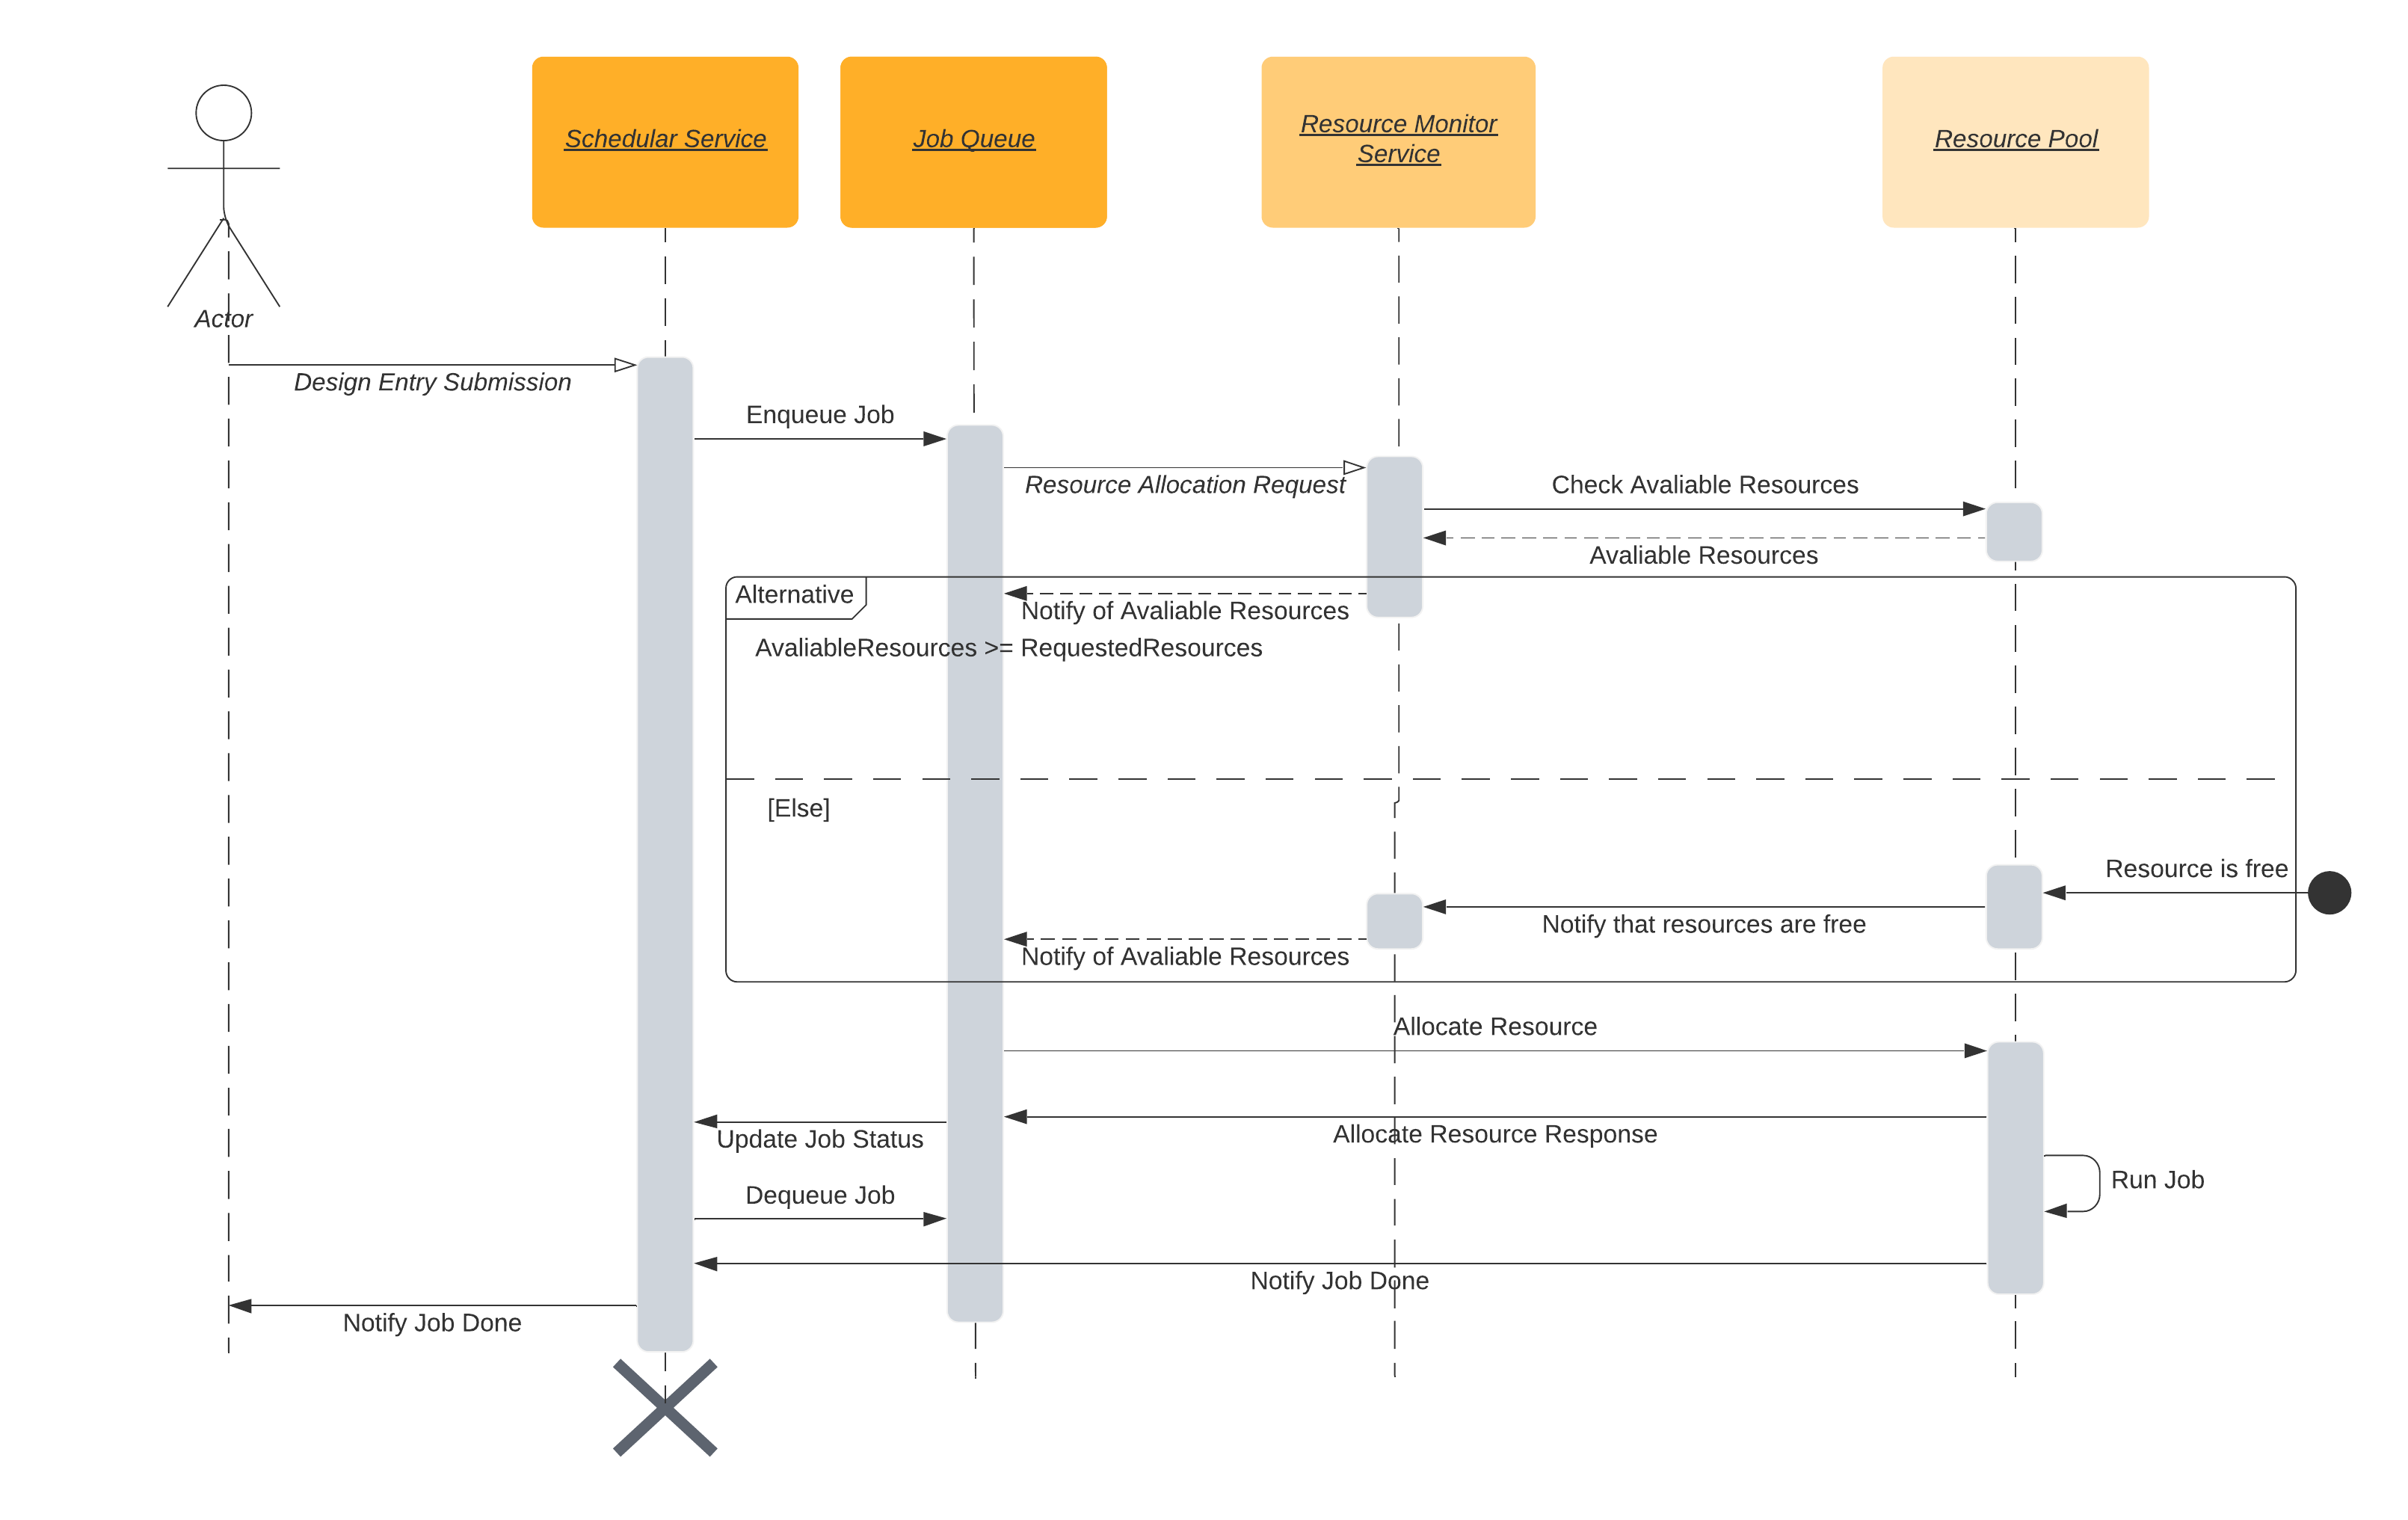 Schedular Service
Job Queue
Resource Monitor
Service
Resource Pool
Actor
Design Entry Submission
Enqueue Job
Resource Allocation Request
Check Avaliable Resources
Avaliable Resources
Alternative
Notify of Avaliable Resources
AvaliableResources >= RequestedResources
[Else]
Resource is free
Notify that resources are free
Notify of Avaliable Resources
Allocate Resource
Allocate Resource Response
Update Job Status
Run Job
Dequeue Job
Notify Job Done
Notify Job Done